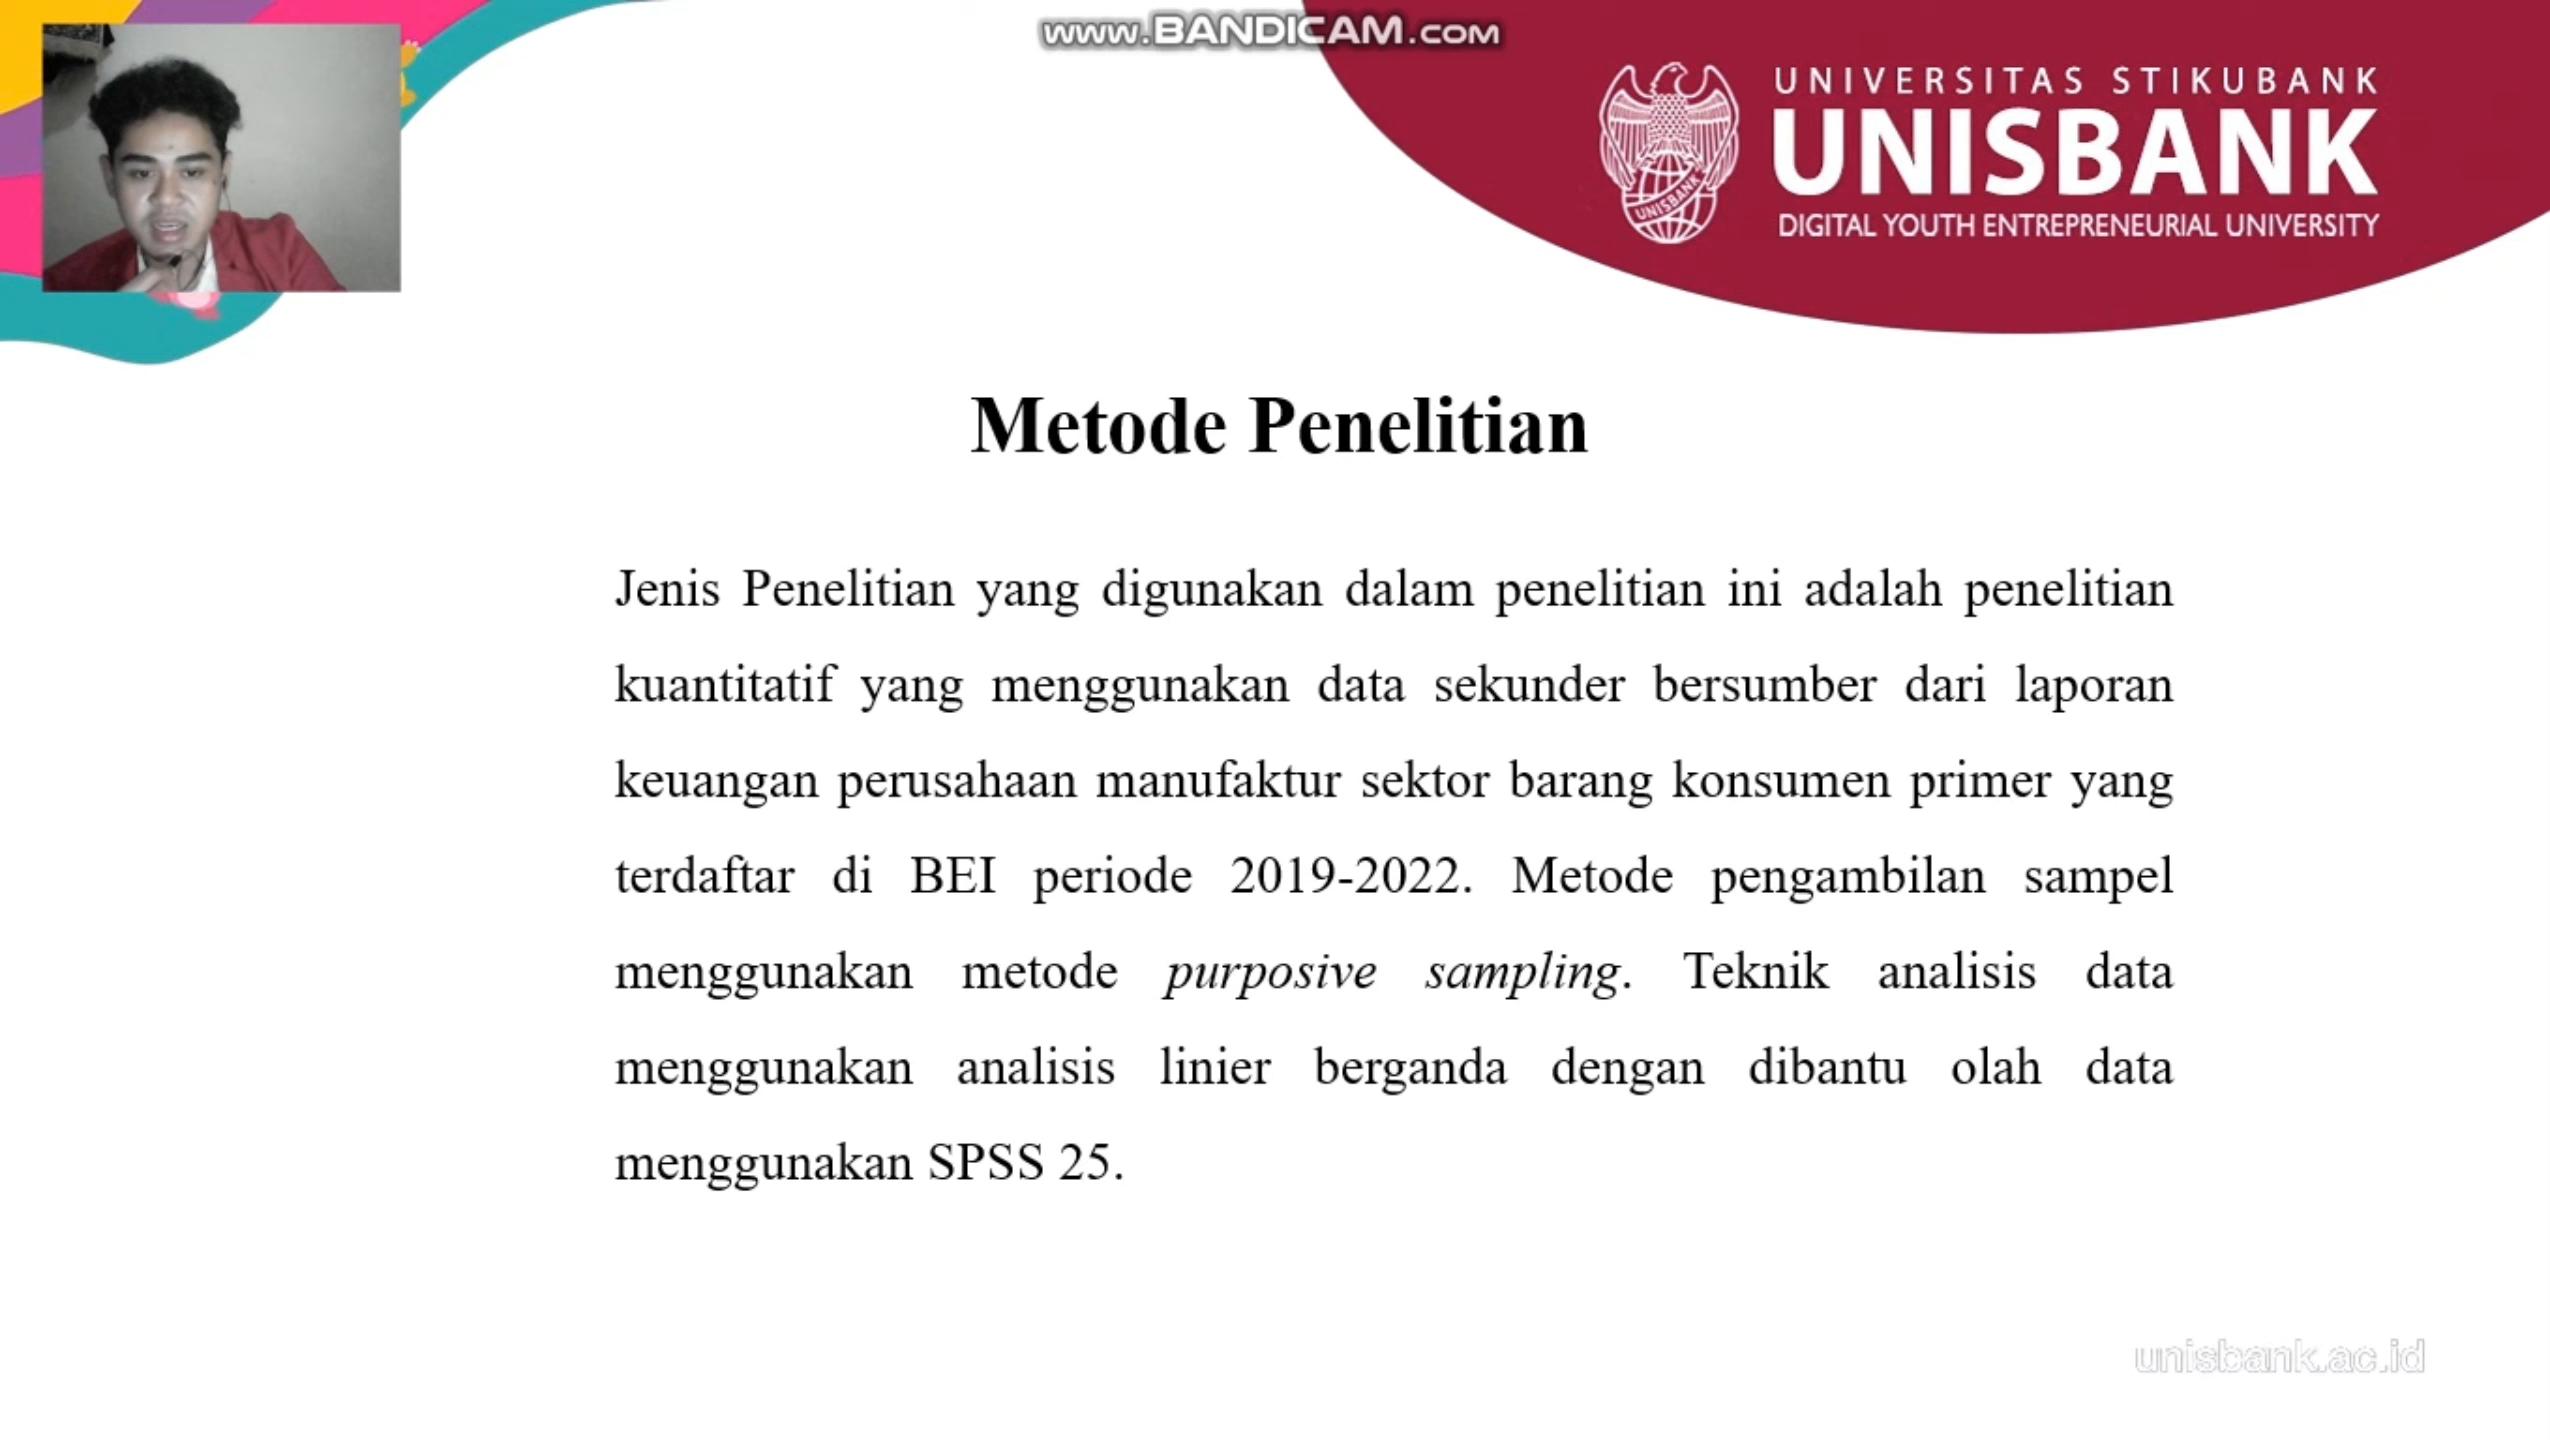 www.BANDICAM.com
UNIVERSITAS STIKUBANK
UNISBANK
DIGITAL YOUTH ENTREPRENEURIAL UNIVERSITY
UNISBANK
Metode Penelitian
Jenis Penelitian yang digunakan dalam penelitian ini adalah penelitian
kuantitatif yang menggunakan data sekunder bersumber dari laporan
keuangan perusahaan manufaktur sektor barang konsumen primer yang
terdaftar di BEI periode 2019-2022. Metode pengambilan sampel
menggunakan metode purposive sampling. Teknik analisis data
menggunakan analisis linier berganda dengan dibantu olah data
menggunakan SPSS 25.
unisbank.ac.id